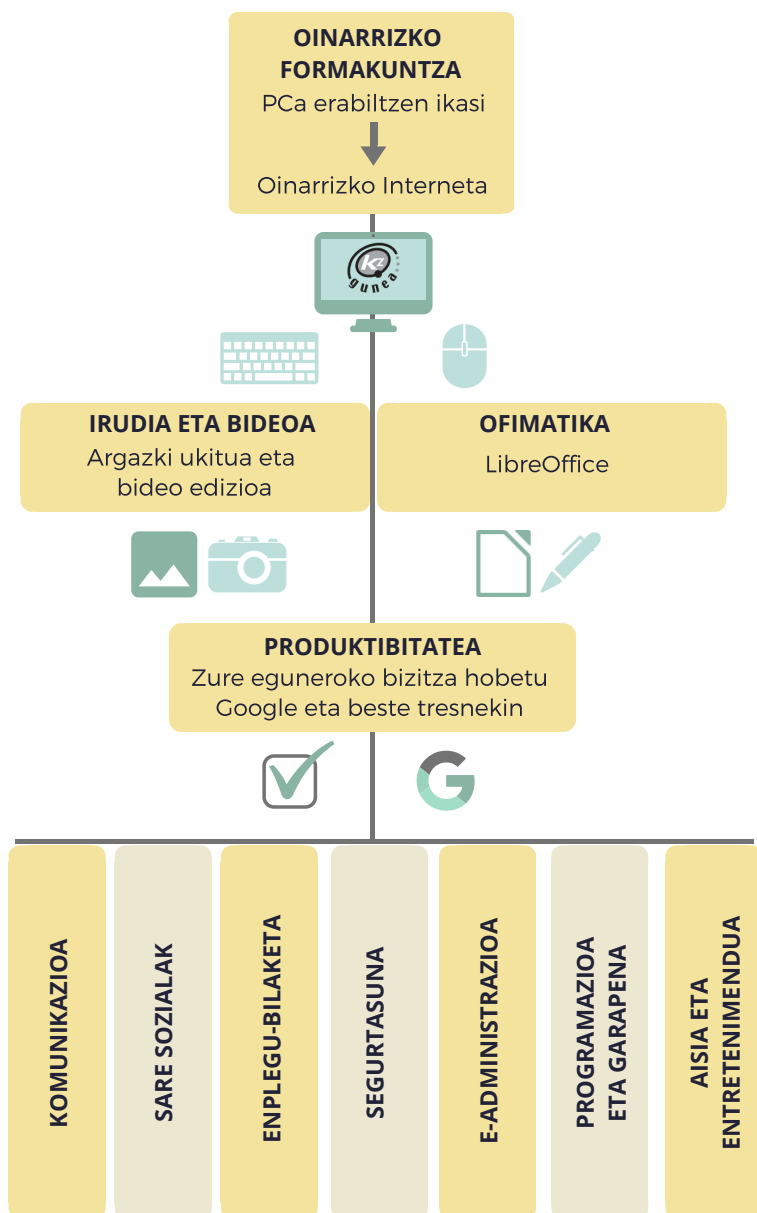 OINARRIZKO
FORMAKUNTZA
PCa erabiltzen ikasi
Oinarrizko Interneta
kz
gunea
IRUDIA ETA BIDEOA
Argazki ukitua eta
bideo edizioa
OFIMATIKA
LibreOffice
PRODUKTIBITATEA
Zure eguneroko bizitza hobetu
Google eta beste tresnekin
KOMUNIKAZIOA
SARE SOZIALAK
ENPLEGU-BILAKETA
SEGURTASUNA
E-ADMINISTRAZIOA
PROGRAMAZIOA
ETA GARAPENA
AISIA ETA
ENTRETENIMENDUA